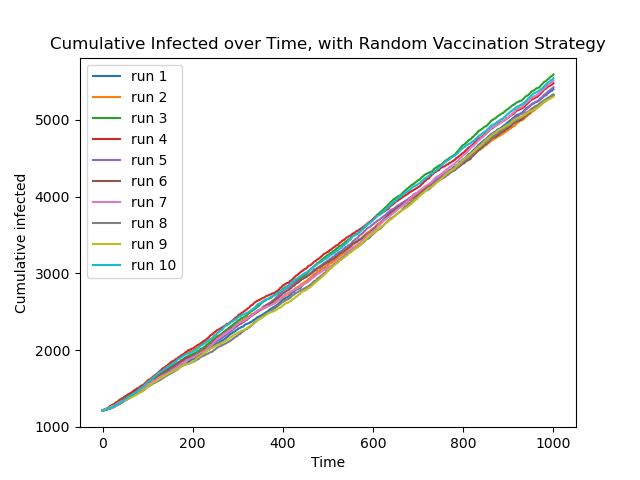 Cumulative Infected over Time, with Random Vaccination Strategy
run 1
run 2
run 3
run 4
run 5
run 6
run 7
run 8
run 9
run 10
Cumulative infected
5000
4000
3000
2000
1000
0 200 400 600 800 1000
Time